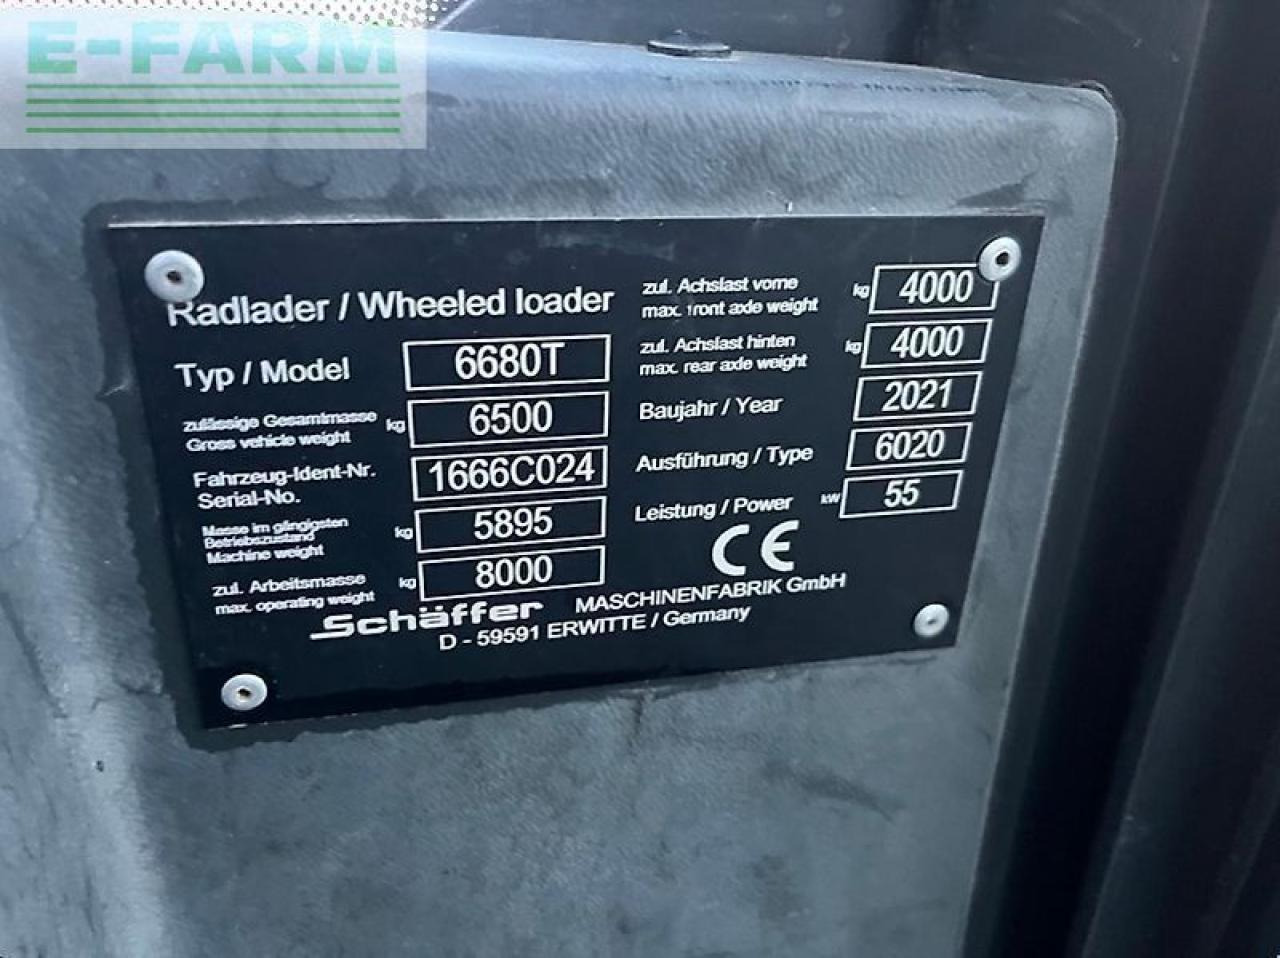 E-FARM
Radlader / Wheeled loader
Typ / Model 6680T
zulässige Gesamtmasse
Gross vehicle weight kg 6500
Fahrzeug-Ident-Nr.
Serial-No. 1666C024
Masse im gängigsten
Betriebszustand
Machine weight kg 5895
zul. Arbeitsmasse
max. operating weight kg 8000
zul. Achslast vorne
max. front axle weight kg 4000
zul. Achslast hinten
max. rear axle weight kg 4000
Baujahr / Year 2021
Ausführung / Type 6020
Leistung / Power kW 55
CE
Schäffer MASCHINENFABRIK GmbH
D - 59591 ERWITTE / Germany